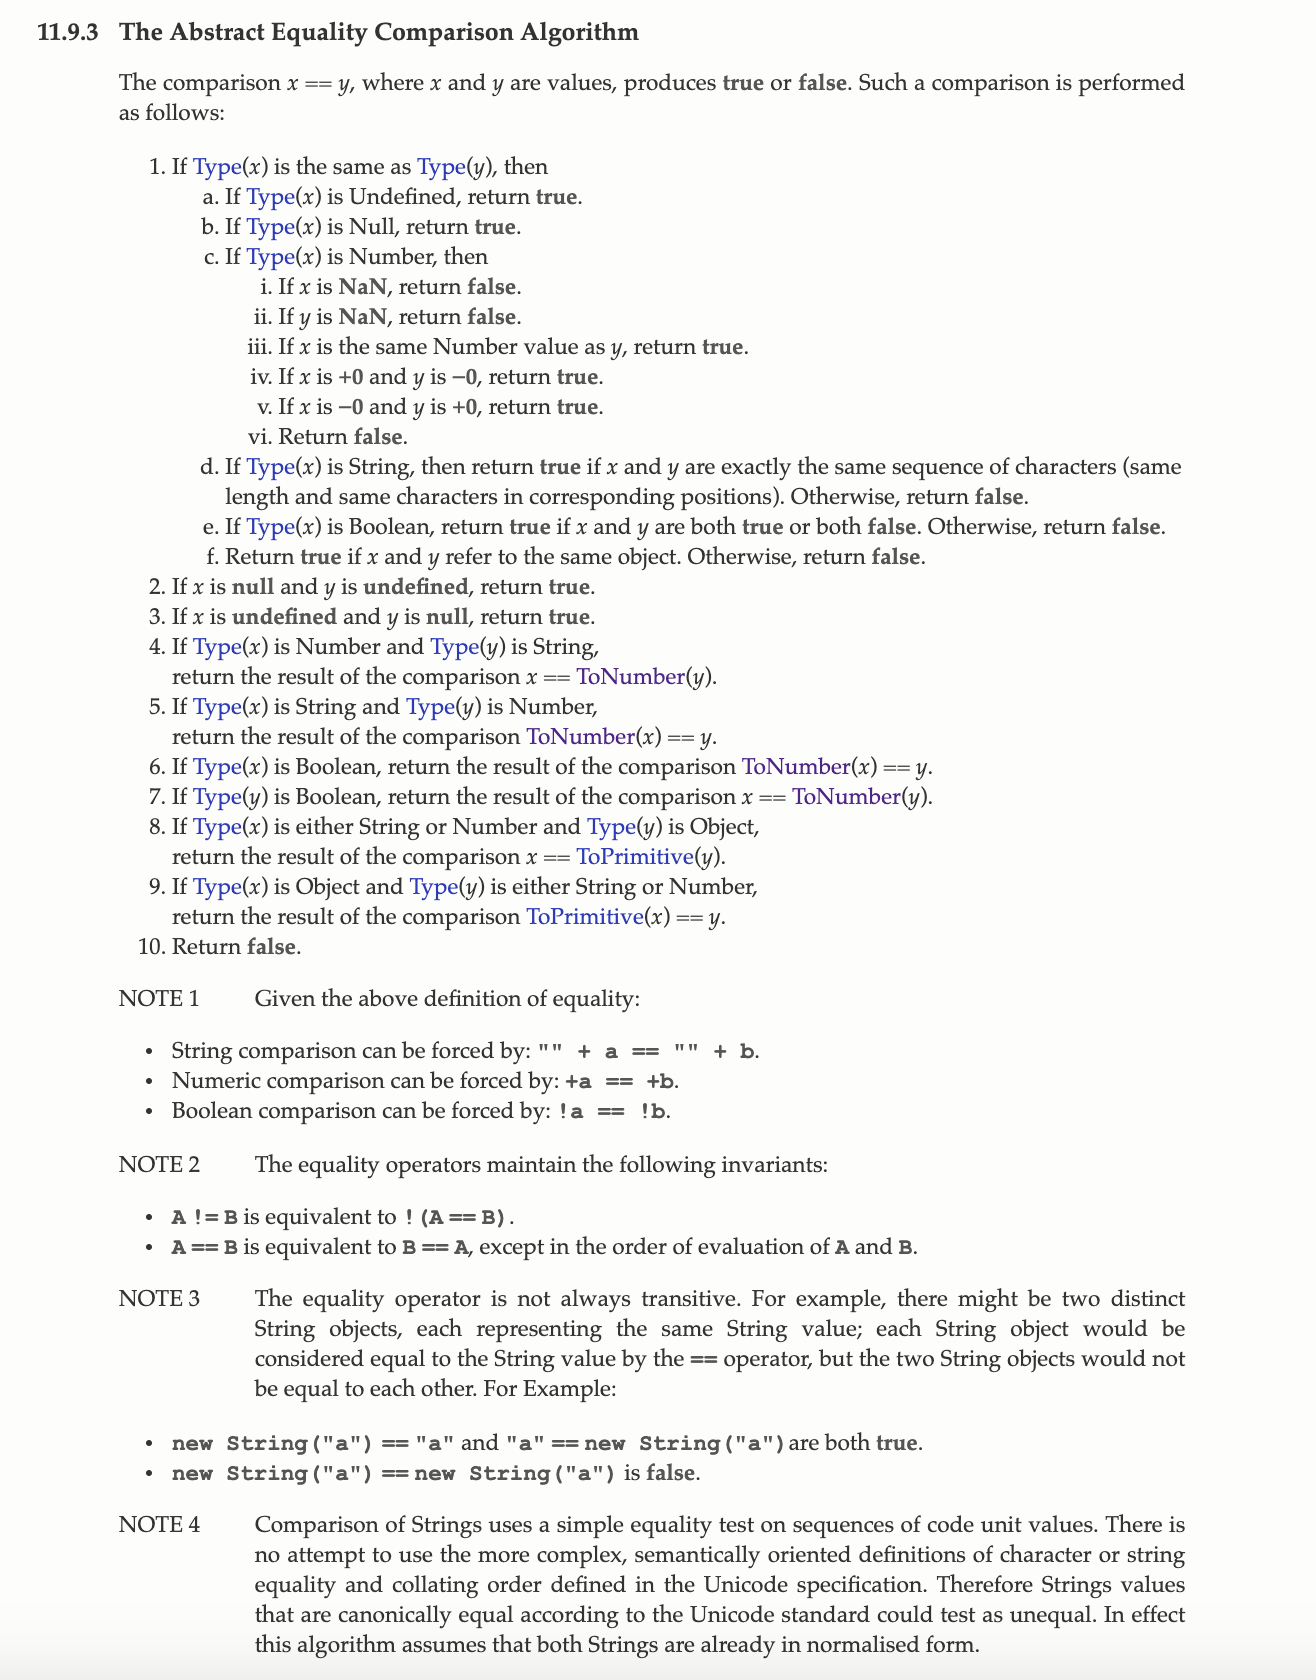 11.9.3 The Abstract Equality Comparison Algorithm
The comparison x == y, where x and y are values, produces true or false. Such a comparison is performed
as follows:
1. If Type(x) is the same as Type(y), then
a. If Type(x) is Undefined, return true.
b. If Type(x) is Null, return true.
c. If Type(x) is Number, then
i. If x is NaN, return false.
ii. If y is NaN, return false.
iii. If x is the same Number value as y, return true.
iv. If x is +0 and y is −0, return true.
v. If x is −0 and y is +0, return true.
vi. Return false.
d. If Type(x) is String, then return true if x and y are exactly the same sequence of characters (same
length and same characters in corresponding positions). Otherwise, return false.
e. If Type(x) is Boolean, return true if x and y are both true or both false. Otherwise, return false.
f. Return true if x and y refer to the same object. Otherwise, return false.
2. If x is null and y is undefined, return true.
3. If x is undefined and y is null, return true.
4. If Type(x) is Number and Type(y) is String,
return the result of the comparison x == ToNumber(y).
5. If Type(x) is String and Type(y) is Number,
return the result of the comparison ToNumber(x) == y.
6. If Type(x) is Boolean, return the result of the comparison ToNumber(x) == y.
7. If Type(y) is Boolean, return the result of the comparison x == ToNumber(y).
8. If Type(x) is either String or Number and Type(y) is Object,
return the result of the comparison x == ToPrimitive(y).
9. If Type(x) is Object and Type(y) is either String or Number,
return the result of the comparison ToPrimitive(x) == y.
10. Return false.
NOTE 1 Given the above definition of equality:
• String comparison can be forced by: "" + a == "" + b.
• Numeric comparison can be forced by: +a == +b.
• Boolean comparison can be forced by: !a == !b.
NOTE 2 The equality operators maintain the following invariants:
• A != B is equivalent to !(A == B).
• A == B is equivalent to B == A, except in the order of evaluation of A and B.
NOTE 3 The equality operator is not always transitive. For example, there might be two distinct
String objects, each representing the same String value; each String object would be
considered equal to the String value by the == operator, but the two String objects would not
be equal to each other. For Example:
• new String("a") == "a" and "a" == new String("a")are both true.
• new String("a") == new String("a") is false.
NOTE 4 Comparison of Strings uses a simple equality test on sequences of code unit values. There is
no attempt to use the more complex, semantically oriented definitions of character or string
equality and collating order defined in the Unicode specification. Therefore Strings values
that are canonically equal according to the Unicode standard could test as unequal. In effect
this algorithm assumes that both Strings are already in normalised form.